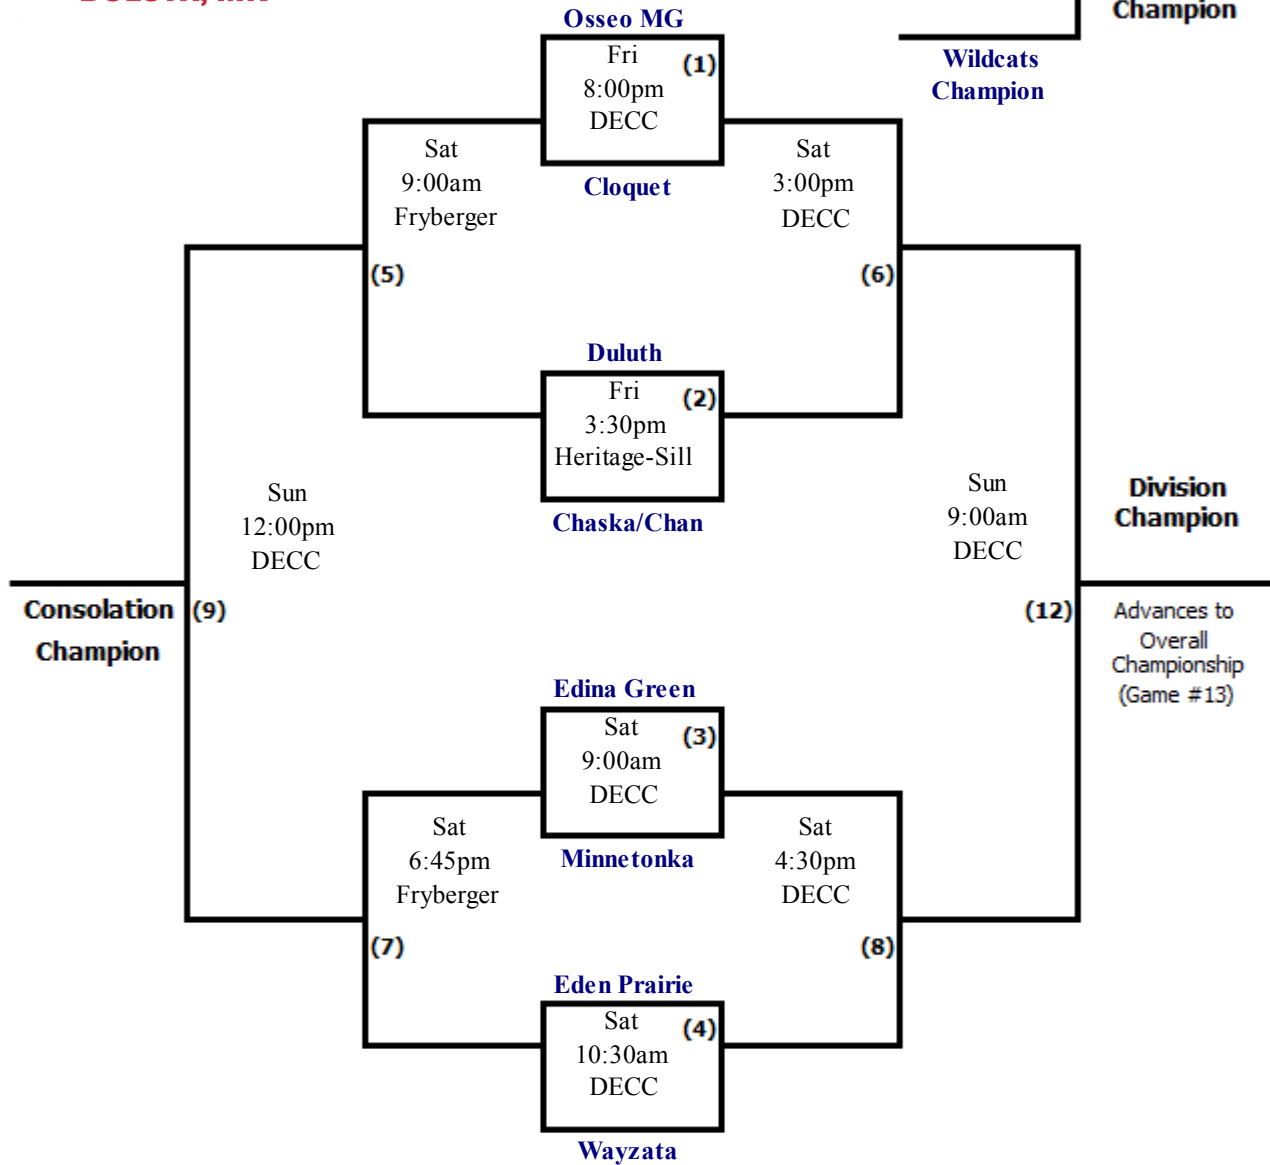 Champion
Osseo MG
Fri
(1)
8:00pm
DECC
Wildcats
Champion
Sat
9:00am
Fryberger
Cloquet
Sat
3:00pm
DECC
(5)
(6)
Duluth
Fri
(2)
3:30pm
Heritage-Sill
Chaska/Chan
Sun
12:00pm
DECC
Sun
9:00am
DECC
Division
Champion
Consolation
Champion
(9)
(12)
Advances to
Overall
Championship
(Game #13)
Edina Green
Sat
(3)
9:00am
DECC
Minnetonka
Sat
6:45pm
Fryberger
Sat
4:30pm
DECC
(7)
(8)
Eden Prairie
Sat
(4)
10:30am
DECC
Wayzata